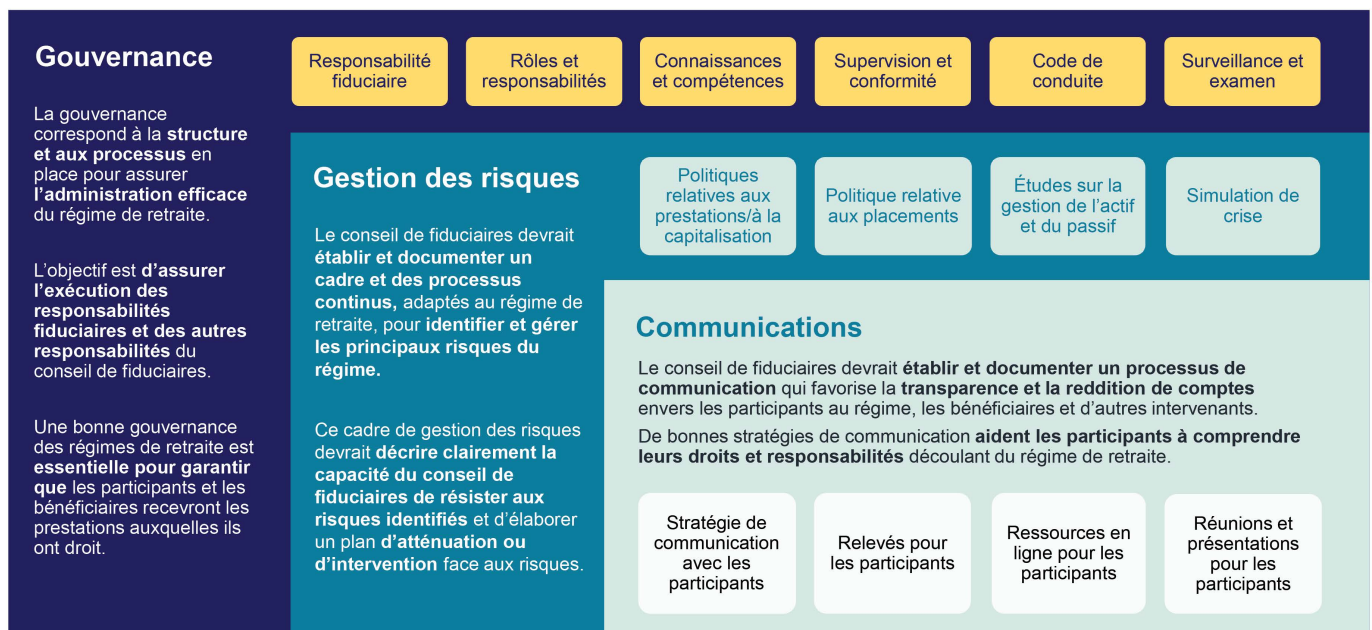 Gouvernance
La gouvernance
correspond à la structure
et aux processus en
place pour assurer
l’administration efficace
du régime de retraite.
L’objectif est d’assurer
l’exécution des
responsabilités
fiduciaires et des autres
responsabilités du
conseil de fiduciaires.
Une bonne gouvernance
des régimes de retraite est
essentielle pour garantir
que les participants et les
bénéficiaires recevront les
prestations auxquelles ils
ont droit.
Responsabilité
fiduciaire
Rôles et
responsabilités
Connaissances
et compétences
Supervision et
conformité
Code de
conduite
Surveillance et
examen
Gestion des risques
Le conseil de fiduciaires devrait
établir et documenter un
cadre et des processus
continus, adaptés au régime de
retraite, pour identifier et gérer
les principaux risques du
régime.
Ce cadre de gestion des risques
devrait décrire clairement la
capacité du conseil de
fiduciaires de résister aux
risques identifiés et d’élaborer
un plan d’atténuation ou
d’intervention face aux risques.
Politiques
relatives aux
prestations/à la
capitalisation
Politique relative
aux placements
Études sur la
gestion de l’actif
et du passif
Simulation de
crise
Communications
Le conseil de fiduciaires devrait établir et documenter un processus de
communication qui favorise la transparence et la reddition de comptes
envers les participants au régime, les bénéficiaires et d’autres intervenants.
De bonnes stratégies de communication aident les participants à comprendre
leurs droits et responsabilités découlant du régime de retraite.
Stratégie de
communication
avec les
participants
Relevés pour
les participants
Ressources en
ligne pour les
participants
Réunions et
présentations
pour les
participants